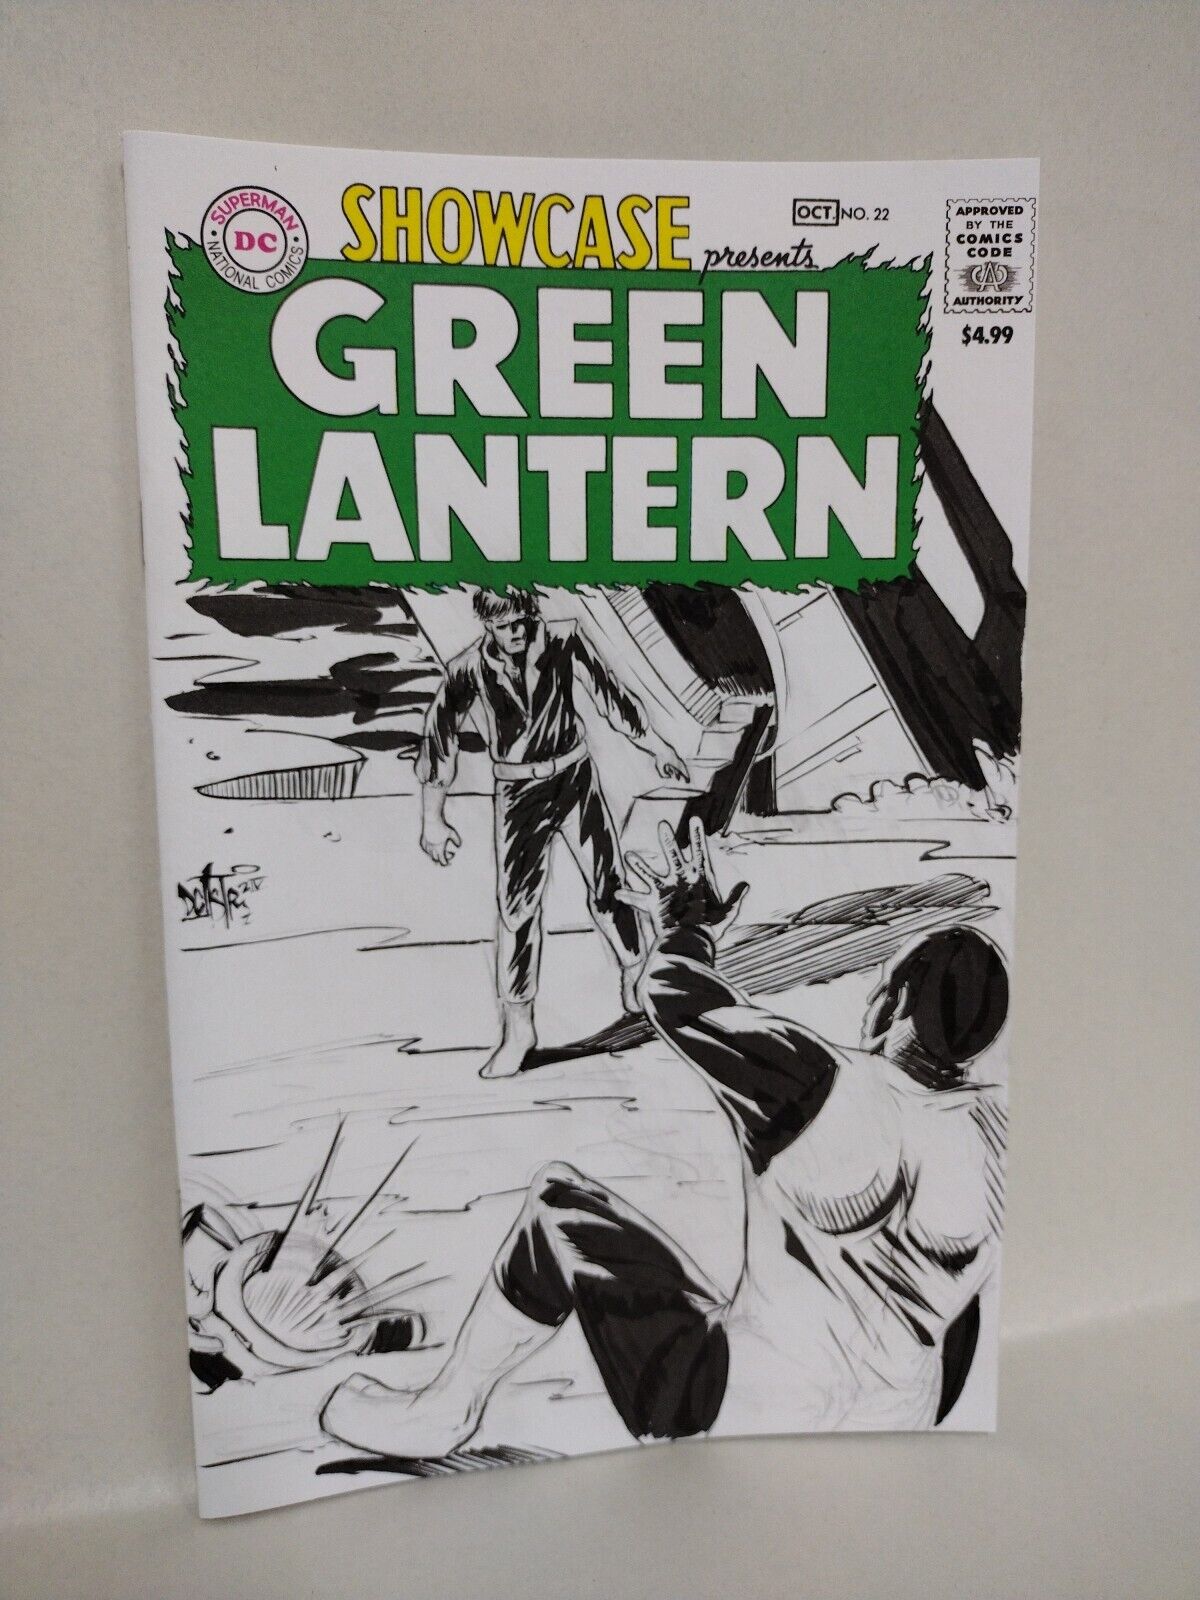 SUPERMAN
DC
NATIONAL COMICS
SHOWCASE
presents
OCT. NO. 22
APPROVED
BY THE
COMICS
CODE
AUTHORITY
$4.99
GREEN
LANTERN